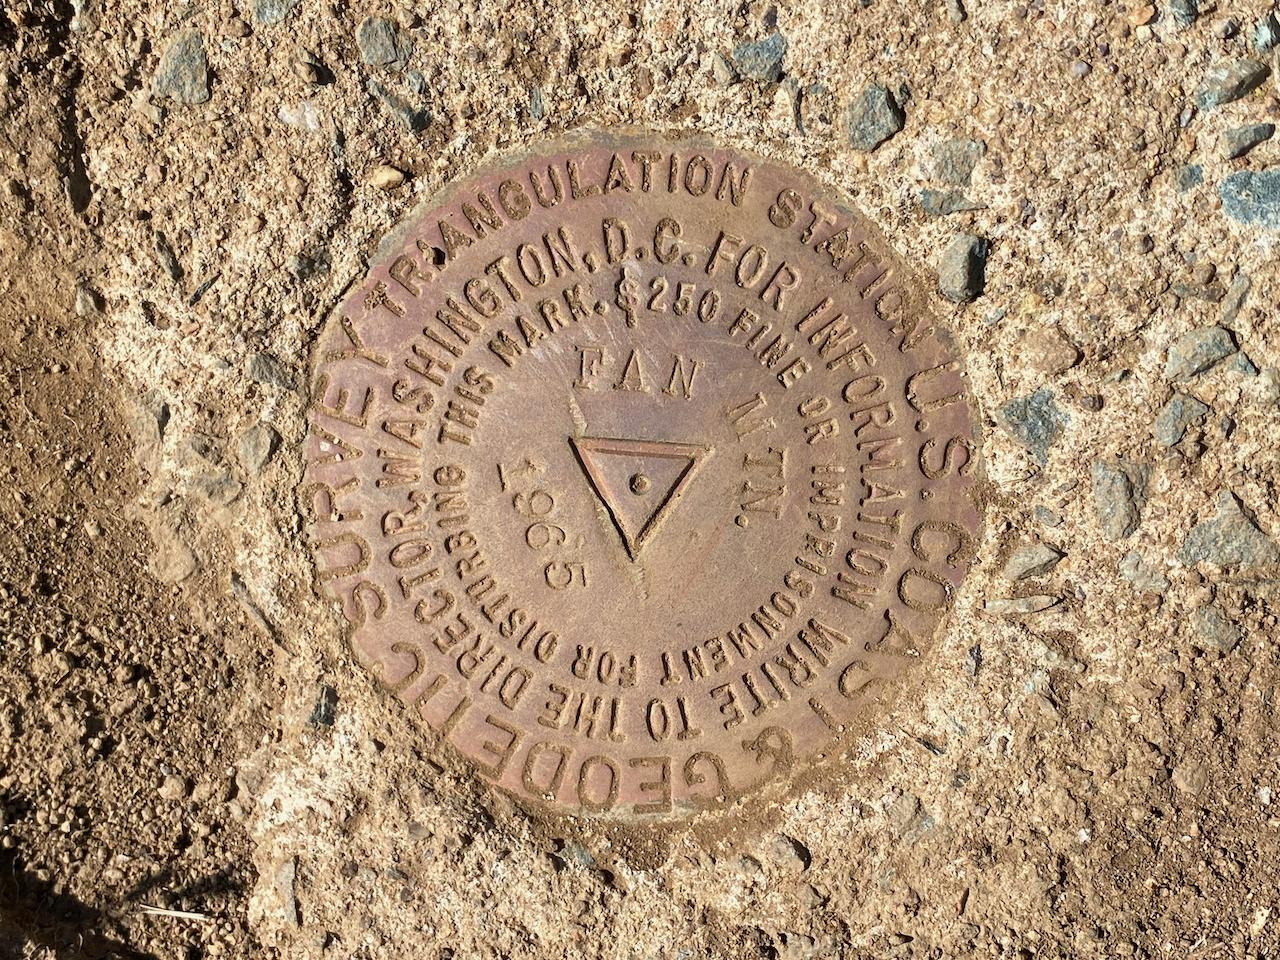 U.S. COAST & GEODETIC SURVEY TRIANGULATION STATION
FOR INFORMATION WRITE TO THE DIRECTOR, WASHINGTON, D.C.
$250 FINE OR IMPRISONMENT FOR DISTURBING THIS MARK.
FAN MTN.
1965